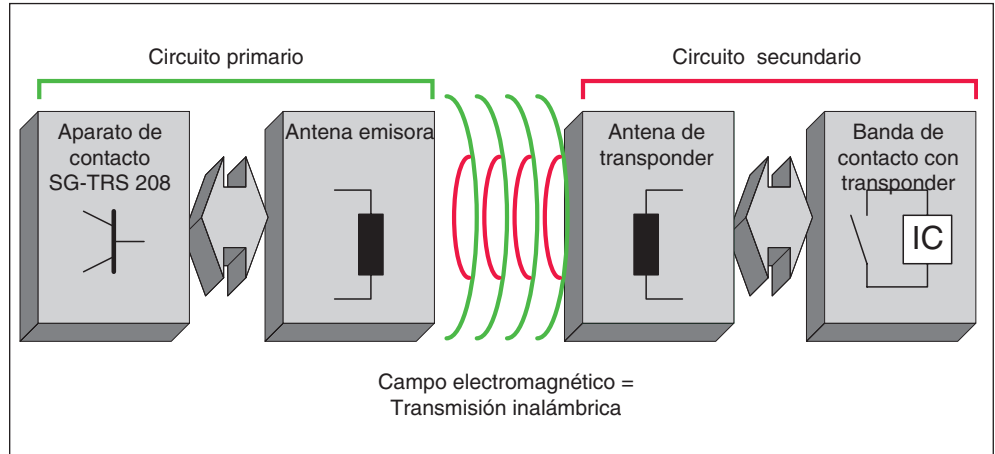 Circuito primario
Circuito secundario
Aparato de
contacto
SG-TRS 208
Antena emisora
Antena de
transponder
Banda de
contacto con
transponder
IC
Campo electromagnético =
Transmisión inalámbrica